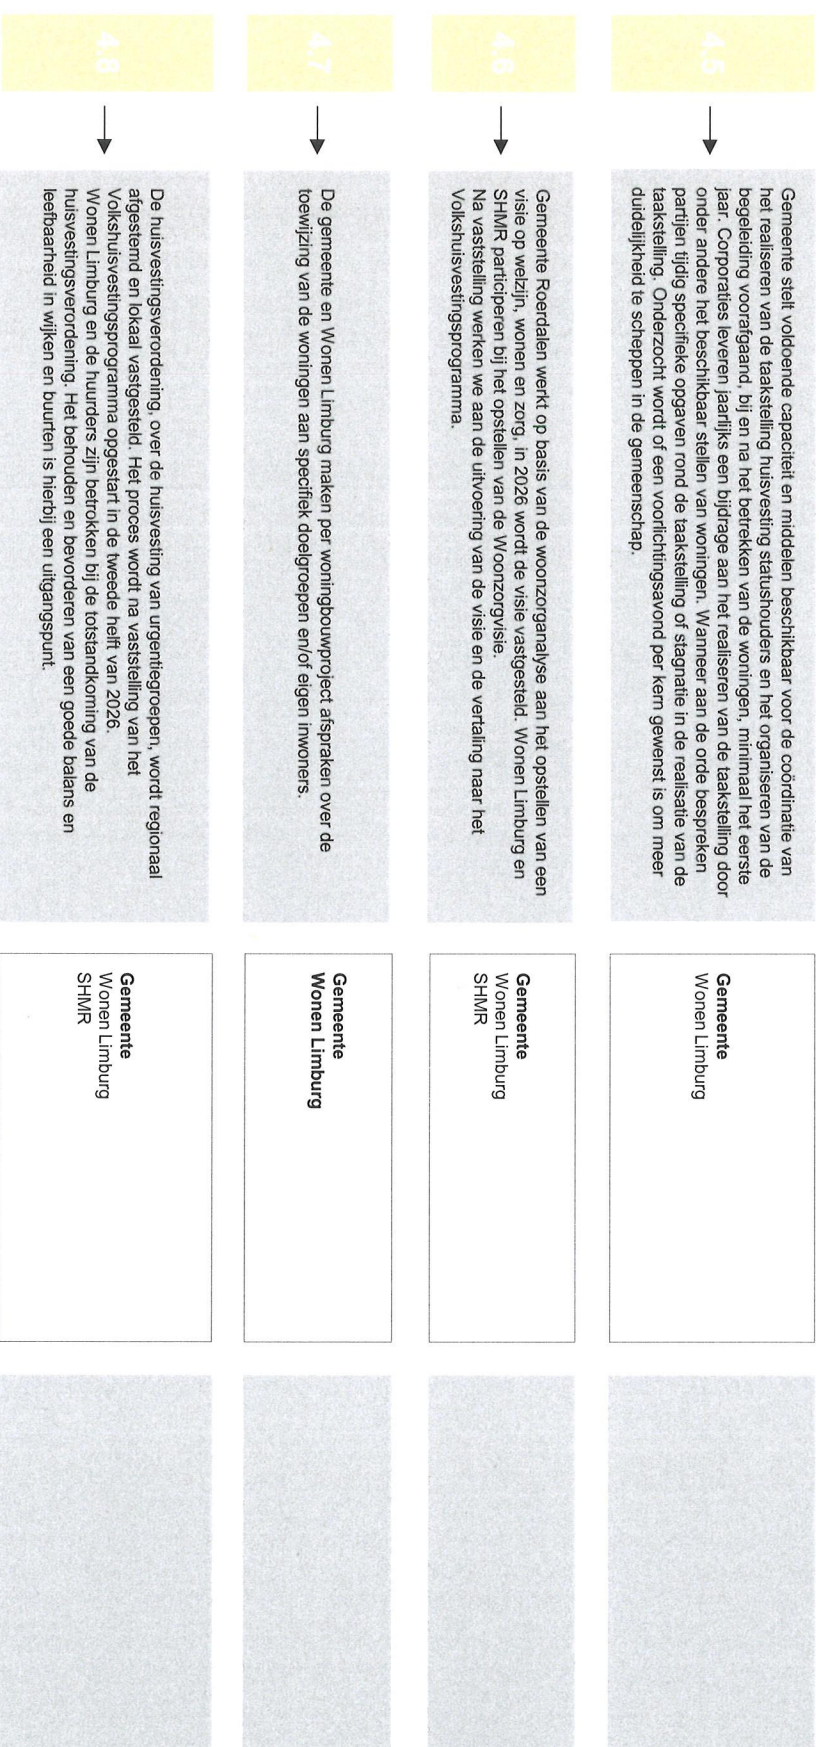 4.5
Gemeente stelt voldoende capaciteit en middelen beschikbaar voor de coördinatie van
het realiseren van de taakstelling huisvesting statushouders en het organiseren van de
begeleiding voorafgaand, bij en na het betrekken van de woningen, minimaal het eerste
jaar. Corporaties leveren jaarlijks een bijdrage aan het realiseren van de taakstelling door
onder andere het beschikbaar stellen van woningen. Wanneer aan de orde bespreken
partijen tijdig specifieke opgaven rond de taakstelling of stagnatie in de realisatie van de
taakstelling. Onderzocht wordt of een voorlichtingsavond per kern gewenst is om meer
duidelijkheid te scheppen in de gemeenschap.
Gemeente
Wonen Limburg
4.6
Gemeente Roerdalen werkt op basis van de woonzorganalyse aan het opstellen van een
visie op welzijn, wonen en zorg, in 2026 wordt de visie vastgesteld. Wonen Limburg en
SHMR participeren bij het opstellen van de Woonzorgvisie.
Na vaststelling werken we aan de uitvoering van de visie en de vertaling naar het
Volkshuisvestingsprogramma.
Gemeente
Wonen Limburg
SHMR
4.7
De gemeente en Wonen Limburg maken per woningbouwproject afspraken over de
toewijzing van de woningen aan specifiek doelgroepen en/of eigen inwoners.
Gemeente
Wonen Limburg
De huisvestingsverordening, over de huisvesting van urgentiegroepen, wordt regionaal
afgestemd en lokaal vastgesteld. Het proces wordt na vaststelling van het
Volkshuisvestingsprogramma opgestart in de tweede helft van 2026.
Wonen Limburg en de huurders zijn betrokken bij de totstandkoming van de
huisvestingsverordening. Het behouden en bevorderen van een goede balans en
leefbaarheid in wijken en buurten is hierbij een uitgangspunt.
Gemeente
Wonen Limburg
SHMR